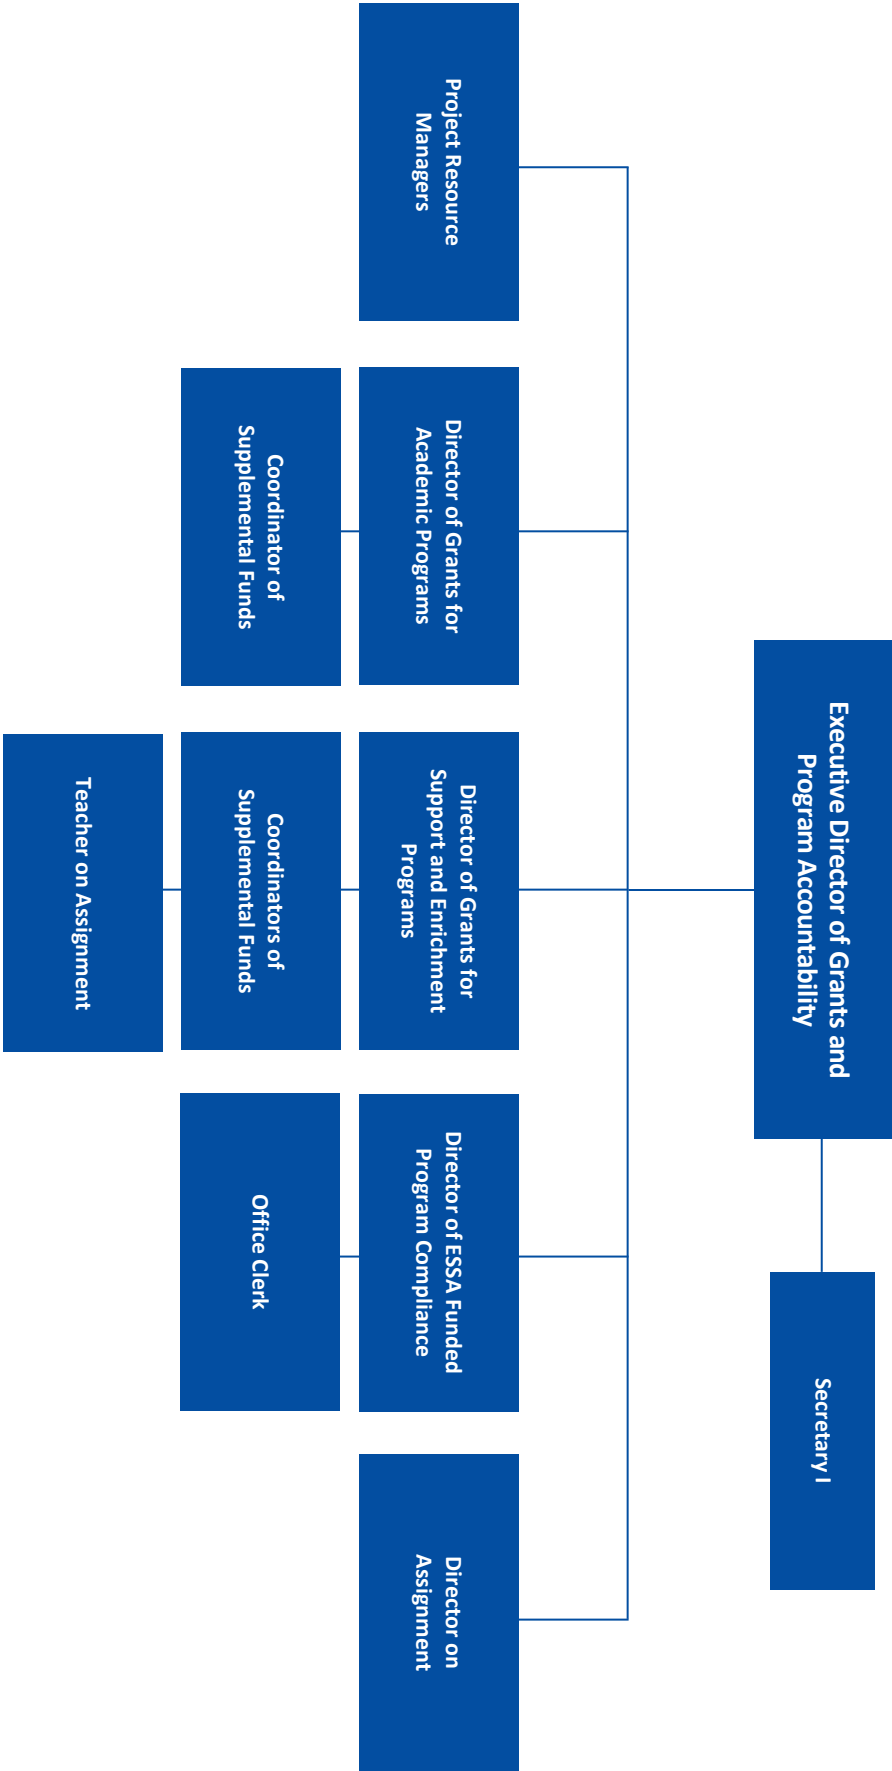 Executive Director of Grants and
Program Accountability
Secretary I
Project Resource
Managers
Director of Grants for
Academic Programs
Director of Grants for
Support and Enrichment
Programs
Director of ESSA Funded
Program Compliance
Director on
Assignment
Coordinator of
Supplemental Funds
Coordinators of
Supplemental Funds
Office Clerk
Teacher on Assignment